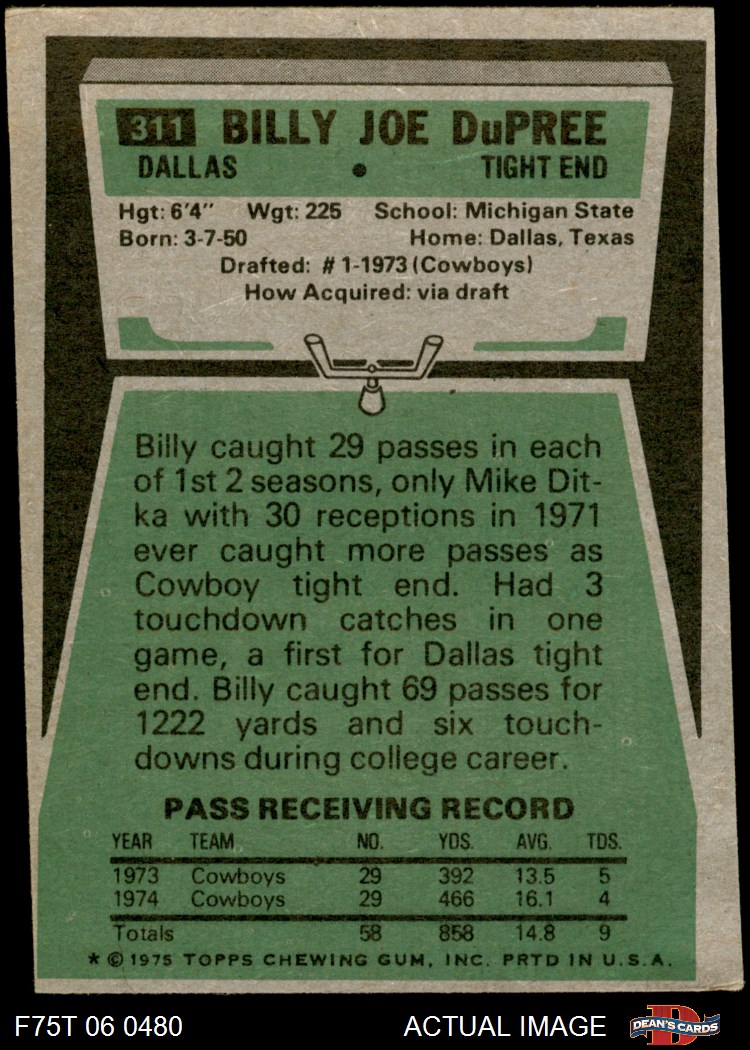 311 BILLY JOE DuPREE
DALLAS • TIGHT END
Hgt: 6'4" Wgt: 225 School: Michigan State
Born: 3-7-50 Home: Dallas, Texas
Drafted: #1-1973 (Cowboys)
How Acquired: via draft
Billy caught 29 passes in each
of 1st 2 seasons, only Mike Dit-
ka with 30 receptions in 1971
ever caught more passes as
Cowboy tight end. Had 3
touchdown catches in one
game, a first for Dallas tight
end. Billy caught 69 passes for
1222 yards and six touch-
downs during college career.
PASS RECEIVING RECORD
YEAR TEAM NO. YDS. AVG. TDS.
1973 Cowboys 29 392 13.5 5
1974 Cowboys 29 466 16.1 4
Totals 58 858 14.8 9
* © 1975 TOPPS CHEWING GUM, INC. PRTD IN U.S.A.
F75T 06 0480 ACTUAL IMAGE D DEAN'S CARDS